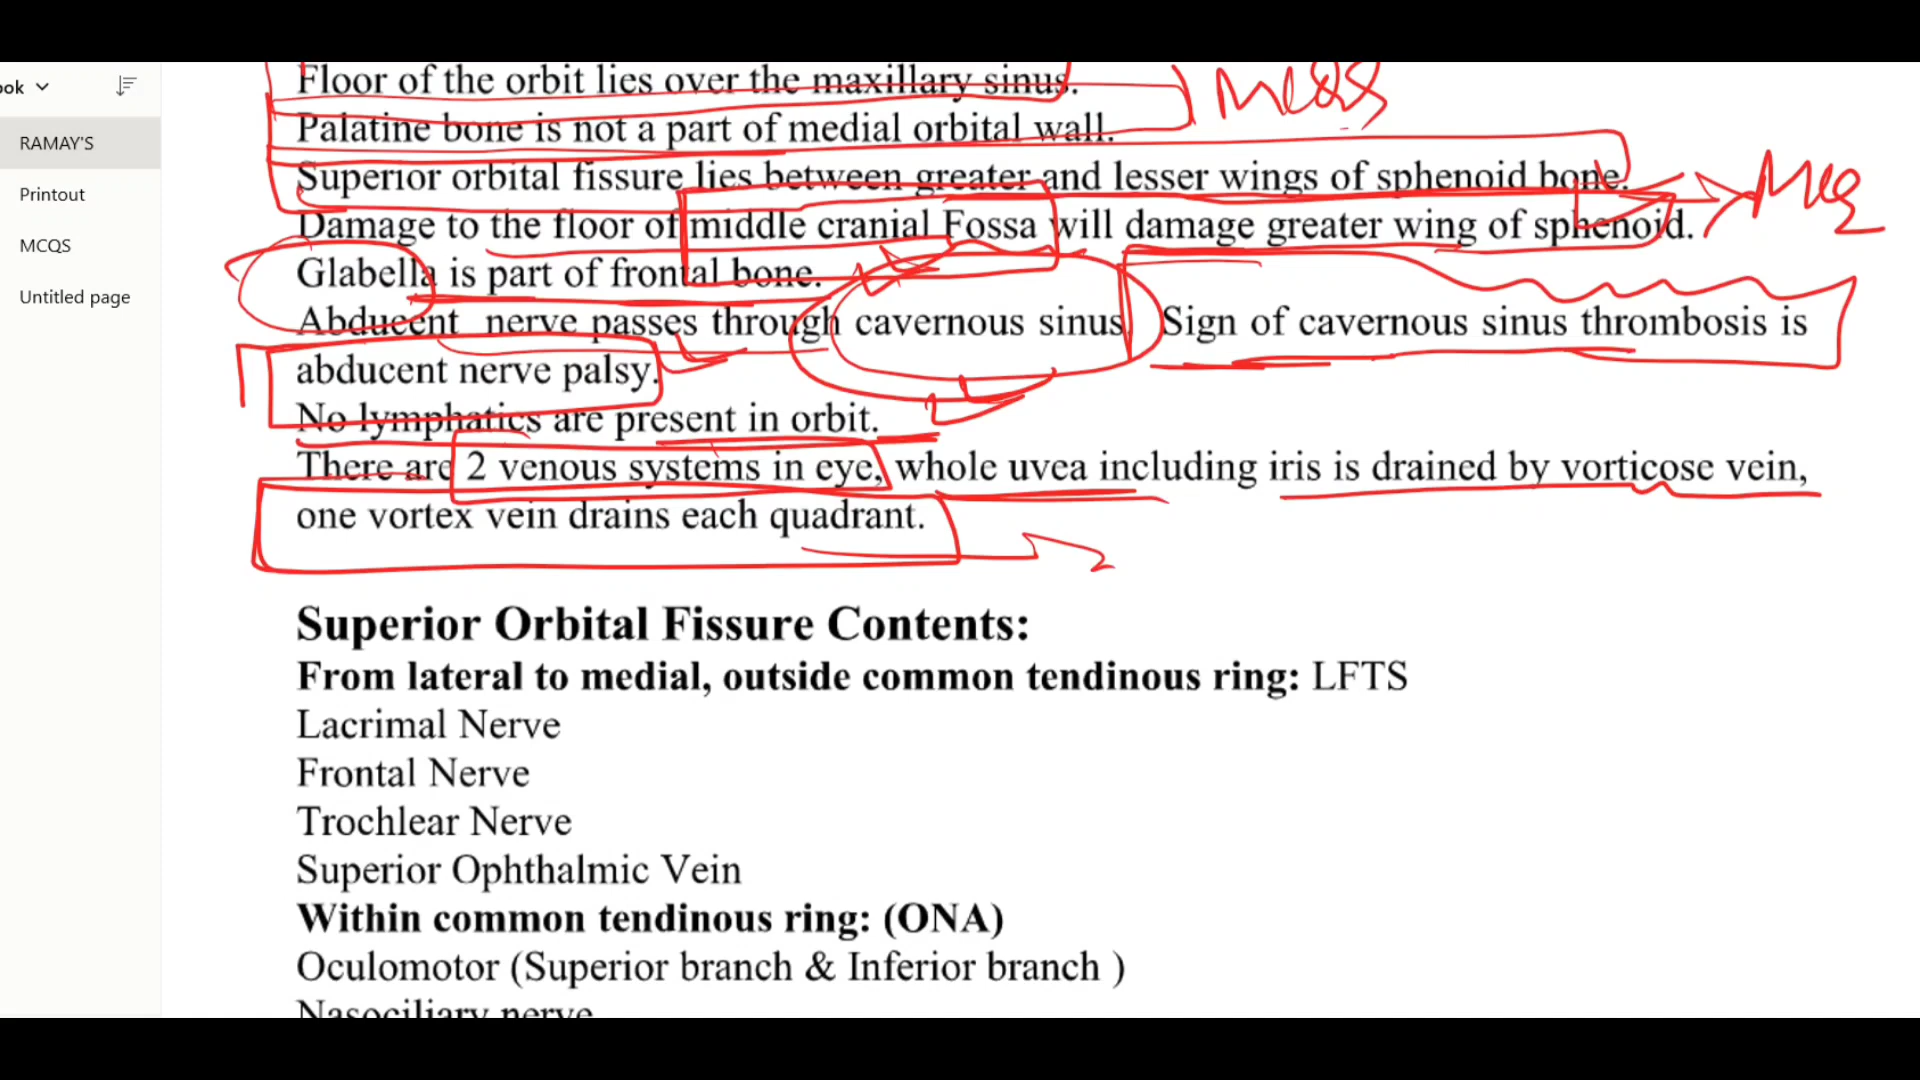 ook
RAMAY'S
Printout
MCQS
Untitled page
Floor of the orbit lies over the maxillary sinus.
MCQS
Palatine bone is not a part of medial orbital wall.
Superior orbital fissure lies between greater and lesser wings of sphenoid bone.
MCQ
Damage to the floor of middle cranial Fossa will damage greater wing of sphenoid.
Glabella is part of frontal bone.
Abducent nerve passes through cavernous sinus. Sign of cavernous sinus thrombosis is
abducent nerve palsy.
No lymphatics are present in orbit.
There are 2 venous systems in eye, whole uvea including iris is drained by vorticose vein,
one vortex vein drains each quadrant.
Superior Orbital Fissure Contents:
From lateral to medial, outside common tendinous ring: LFTS
Lacrimal Nerve
Frontal Nerve
Trochlear Nerve
Superior Ophthalmic Vein
Within common tendinous ring: (ONA)
Oculomotor (Superior branch & Inferior branch )
Nasociliary nerve